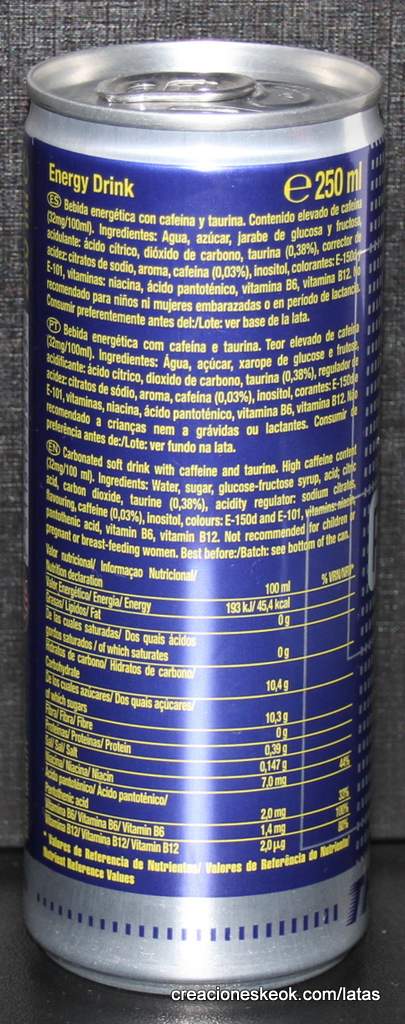 Energy Drink
e 250 ml
ES Bebida energética con cafeína y taurina. Contenido elevado de cafeína
(32mg/100ml). Ingredientes: Agua, azúcar, jarabe de glucosa y fructosa,
acidulante: ácido cítrico, dióxido de carbono, taurina (0,38%), corrector de
acidez: citratos de sodio, aroma, cafeína (0,03%), inositol, colorantes: E-150d y
E-101, vitaminas: niacina, ácido pantoténico, vitamina B6, vitamina B12. No
recomendado para niños ni mujeres embarazadas o en período de lactancia.
Consumir preferentemente antes del:/Lote: ver base de la lata.
PT Bebida energética com cafeína e taurina. Teor elevado de cafeína
(32mg/100ml). Ingredientes: Água, açúcar, xarope de glucose e frutose,
acidificante: ácido cítrico, dióxido de carbono, taurina (0,38%), regulador de
acidez: citratos de sódio, aroma, cafeína (0,03%), inositol, corantes: E-150d e
E-101, vitaminas, niacina, ácido pantoténico, vitamina B6, vitamina B12. Não
recomendado a crianças nem a grávidas ou lactantes. Consumir de
preferência antes de:/Lote: ver fundo na lata.
EN Carbonated soft drink with caffeine and taurine. High caffeine content
(32mg/100 ml). Ingredients: Water, sugar, glucose-fructose syrup, acid: citric
acid, carbon dioxide, taurine (0,38%), acidity regulator: sodium citrates,
flavouring, caffeine (0,03%), inositol, colours: E-150d and E-101, vitamins: niacin,
pantothenic acid, vitamin B6, vitamin B12. Not recommended for children or
pregnant or breast-feeding women. Best before:/Batch: see bottom of the can.
Valor nutricional/ Informaçao Nutricional/
Nutrition declaration 100 ml % VRN/NRV*
Valor Energético/ Energia/ Energy 193 kJ/ 45,4 kcal
Grasas/ Lípidos/ Fat 0 g
De las cuales saturadas/ Dos quais ácidos
gordos saturados / of which saturates 0 g
Hidratos de carbono/ Hidratos de carbono/
Carbohydrate 10,4 g
De los cuales azúcares/ Dos quais açúcares/
of which sugars 10,3 g
Fibra/ Fibra/ Fibre 0 g
Proteínas/ Proteínas/ Protein 0,39 g
Sal/ Sal/ Salt 0,147 g
Niacina/ Niacina/ Niacin 7,0 mg 44%
Ácido pantoténico/ Ácido pantoténico/
Pantothenic acid 2,0 mg 33%
Vitamina B6/ Vitamina B6/ Vitamin B6 1,4 mg 100%
Vitamina B12/ Vitamina B12/ Vitamin B12 2,0 µg 80%
* Valores de Referencia de Nutrientes/ Valores de Referência do Nutriente/
Nutrient Reference Values
creacioneskeok.com/latas